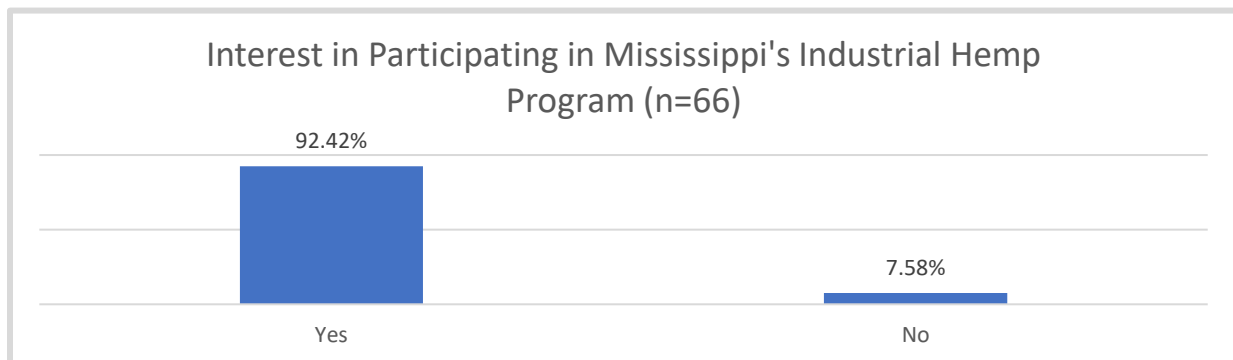 Interest in Participating in Mississippi's Industrial Hemp
Program (n=66)
92.42%
7.58%
Yes
No